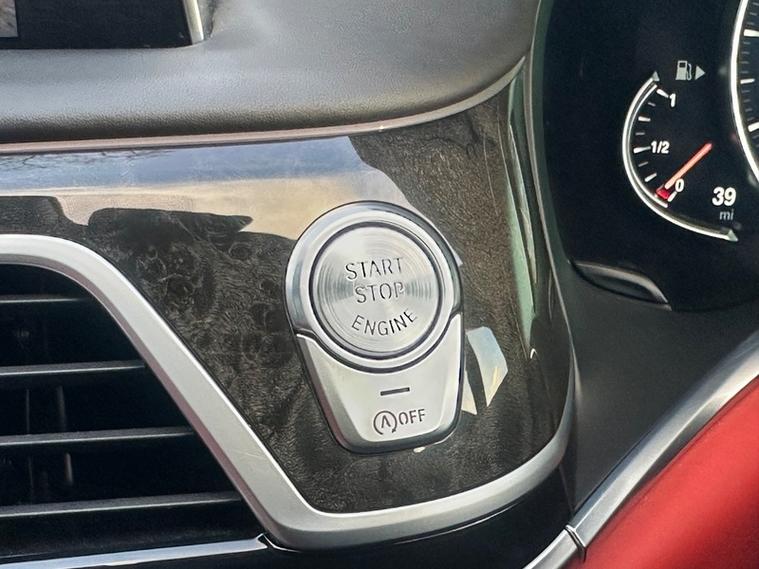 START
STOP
ENGINE
A OFF
1
1/2
0
39
mi